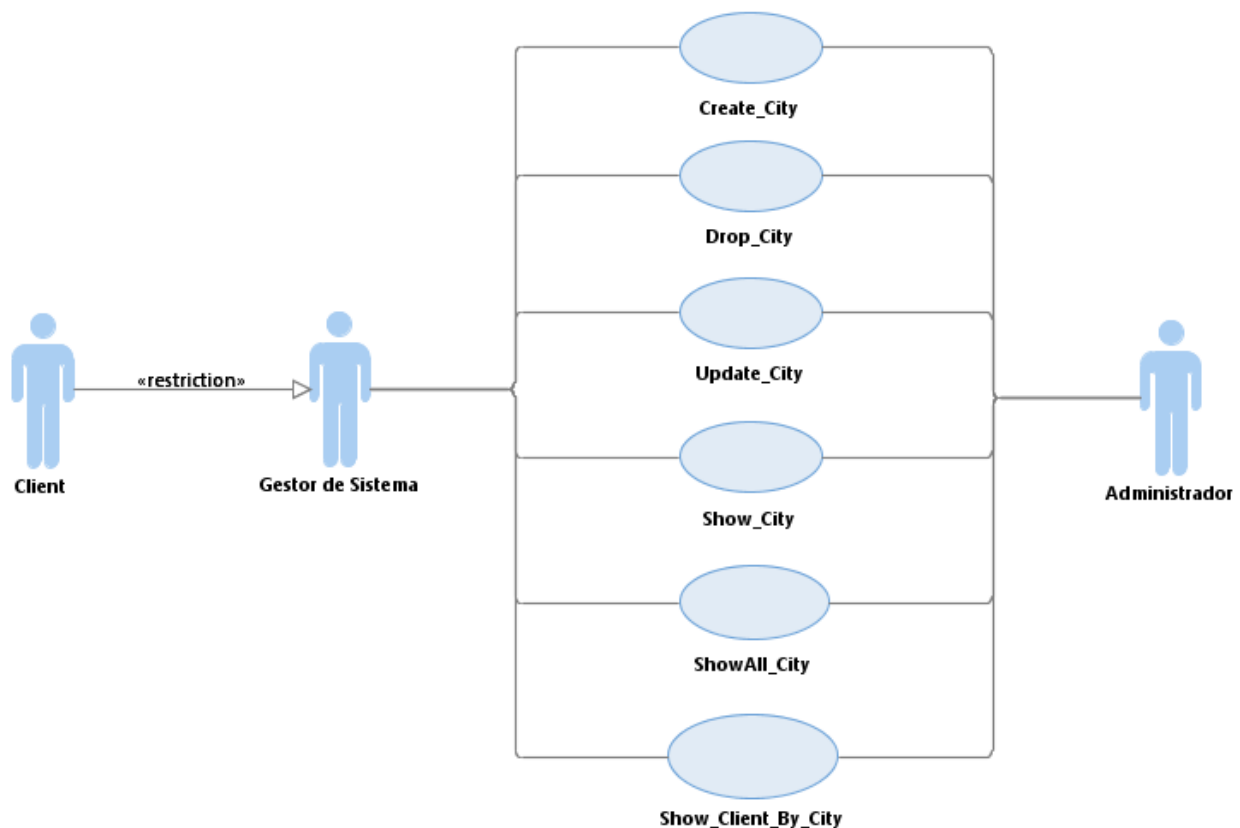 Create_City
Drop_City
Update_City
«restriction»
Client
Gestor de Sistema
Administrador
Show_City
ShowAll_City
Show_Client_By_City